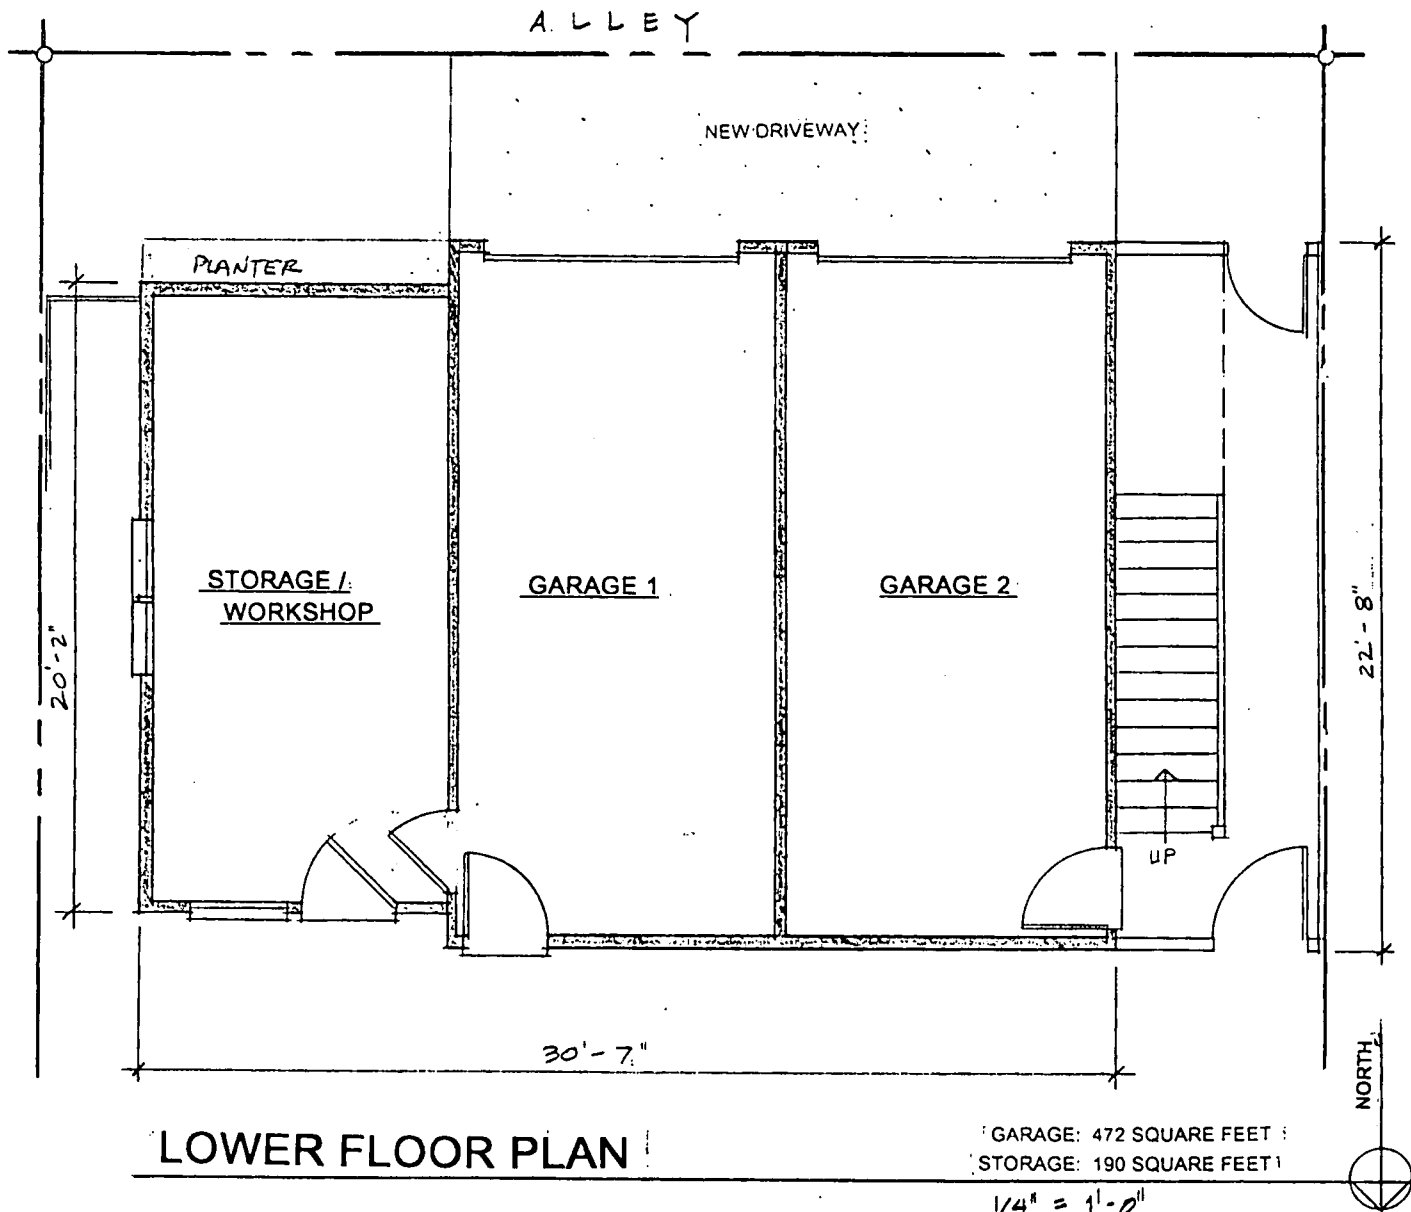 ALLEY
NEW DRIVEWAY
PLANTER
STORAGE /
WORKSHOP
GARAGE 1
GARAGE 2
20'-2"
22'-8"
UP
30'-7"
NORTH
LOWER FLOOR PLAN
GARAGE: 472 SQUARE FEET
STORAGE: 190 SQUARE FEET
1/4" = 1'-0"